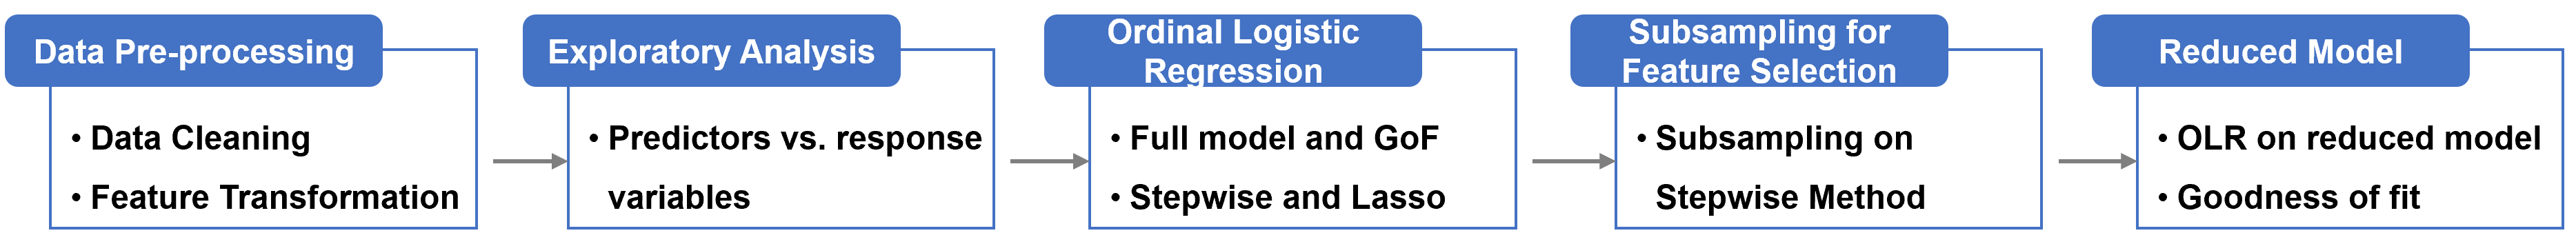 Data Pre-processing
• Data Cleaning
• Feature Transformation
Exploratory Analysis
• Predictors vs. response
variables
Ordinal Logistic
Regression
• Full model and GoF
• Stepwise and Lasso
Subsampling for
Feature Selection
• Subsampling on
Stepwise Method
Reduced Model
• OLR on reduced model
• Goodness of fit